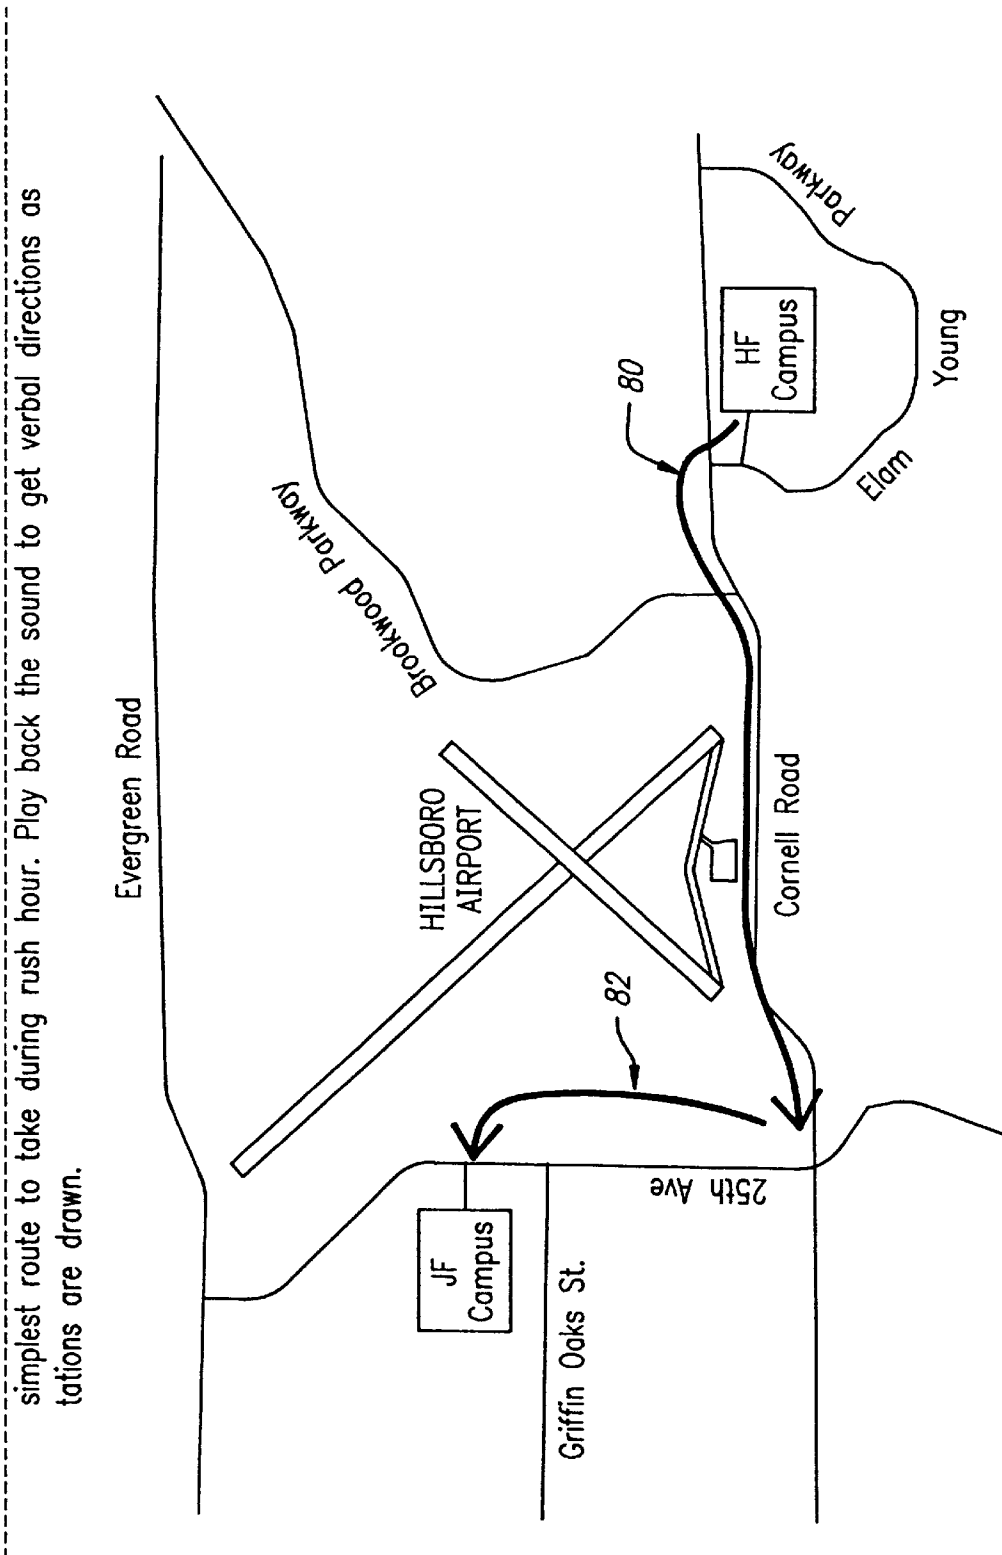 simplest route to take during rush hour. Play back the sound to get verbal directions as
tations are drawn.
Evergreen Road
Brookwood Parkway
HILLSBORO
AIRPORT
80
82
HF
Campus
Parkway
Young
Elam
Cornell Road
25th Ave
JF
Campus
Griffin Oaks St.